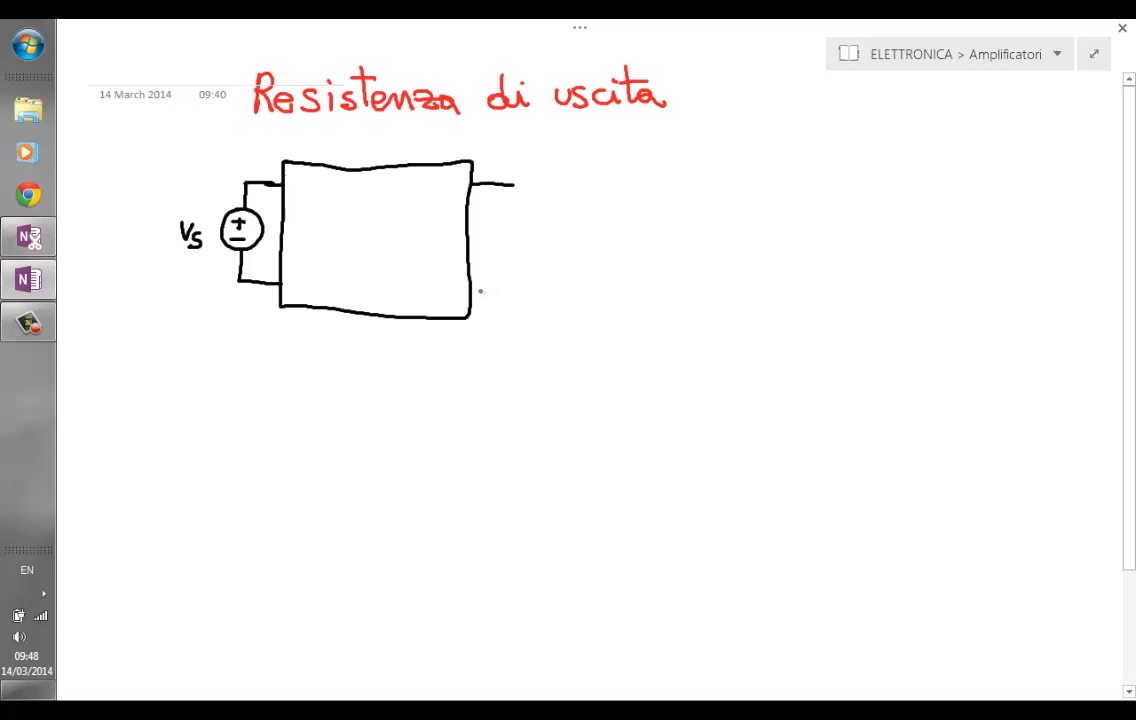 ELETTRONICA > Amplificatori
14 March 2014 09:40
Resistenza di uscita
Vs
+
−
EN
09:48
14/03/2014